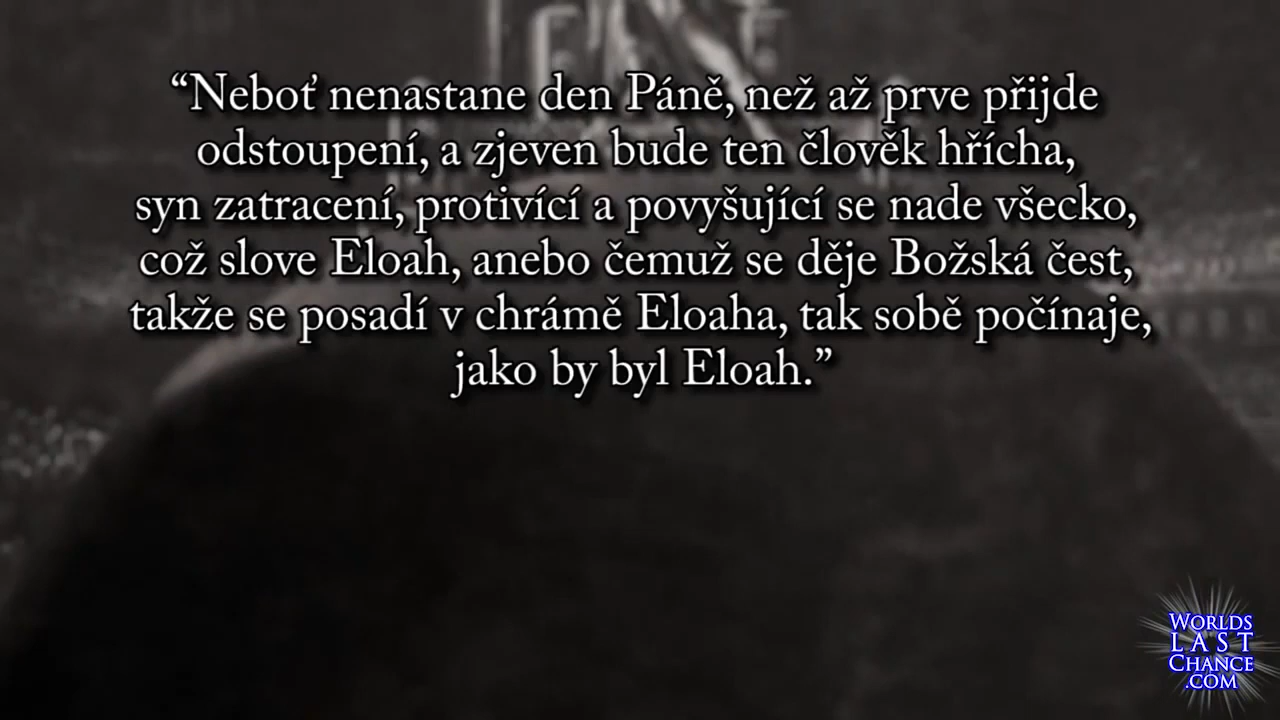 “Neboť nenastane den Páně, než až prve přijde
odstoupení, a zjeven bude ten člověk hřícha,
syn zatracení, protivící a povyšující se nade všecko,
což slove Eloah, anebo čemuž se děje Božská čest,
takže se posadí v chrámě Eloaha, tak sobě počínaje,
jako by byl Eloah.”
WORLDS
LAST
CHANCE
.COM